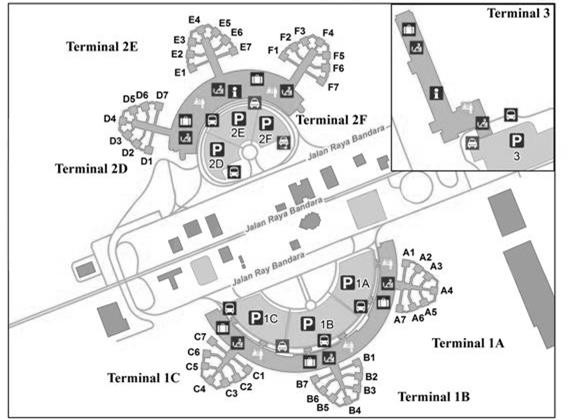 Terminal 3
P
3
Terminal 2E
E4
E5
E3
E6
E2
E7
E1
F3
F4
F2
F1
F5
F6
F7
Terminal 2F
D7
D6
D5
D4
D3
D2
D1
Terminal 2D
P
2E
P
2F
P
2D
Jalan Raya Bandara
Jalan Raya Bandara
Jalan Ray Bandara
P 1A
P 1B
P 1C
A1
A2
A3
A4
A5
A6
A7
Terminal 1A
C7
C6
C5
C4
C3
C2
C1
Terminal 1C
B1
B2
B3
B4
B5
B6
B7
Terminal 1B